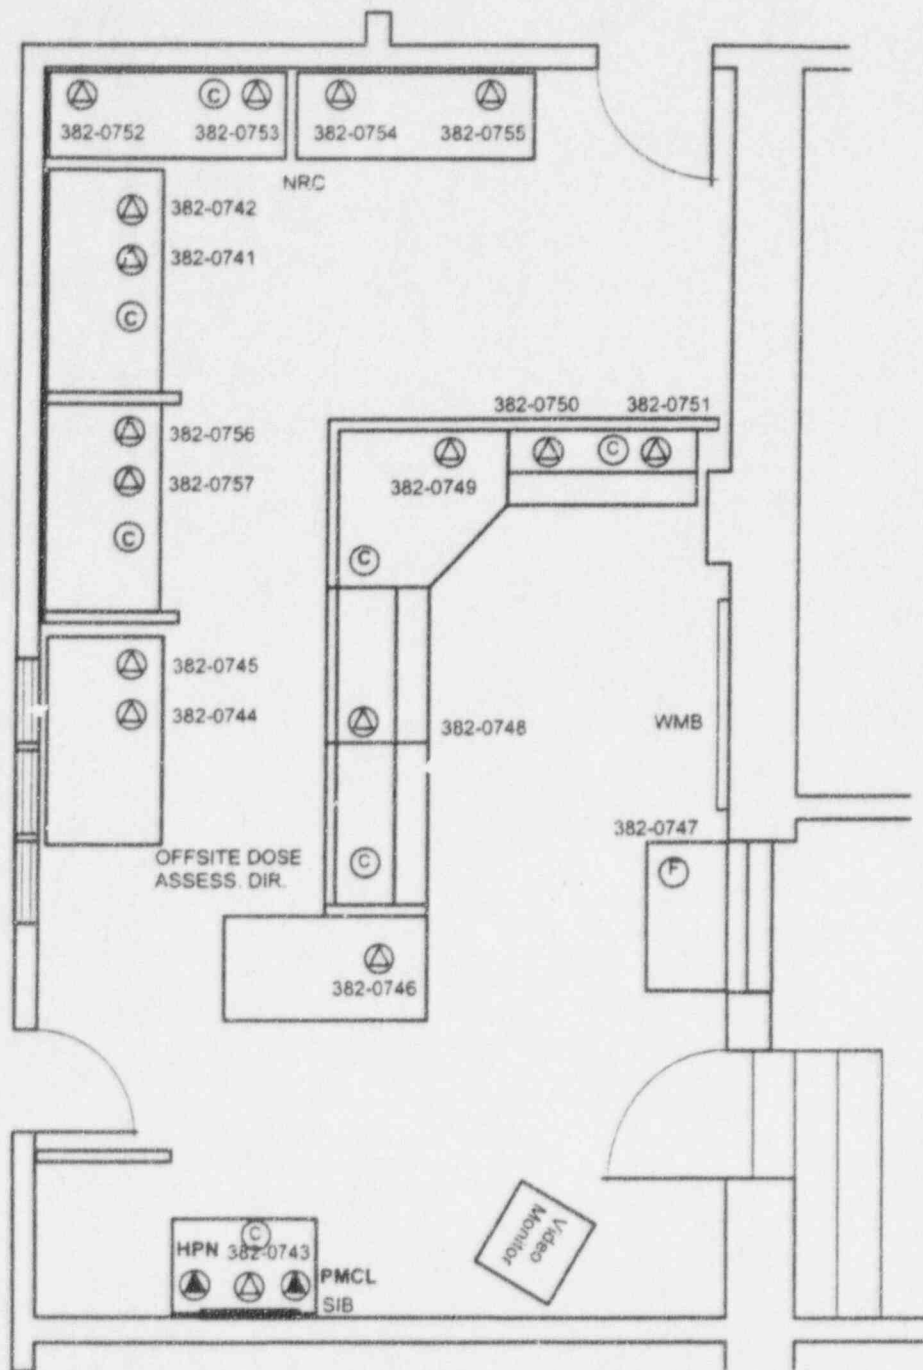 C
382-0752 382-0753 382-0754 382-0755
NRC
382-0742
382-0741
C
382-0750 382-0751
382-0756
C
382-0749
382-0757
C
C
382-0745
382-0744
382-0748
WMB
382-0747
OFFSITE DOSE
ASSESS. DIR.
C
F
382-0746
Video
Monitor
C
HPN 382-0743
PMCL
SIB